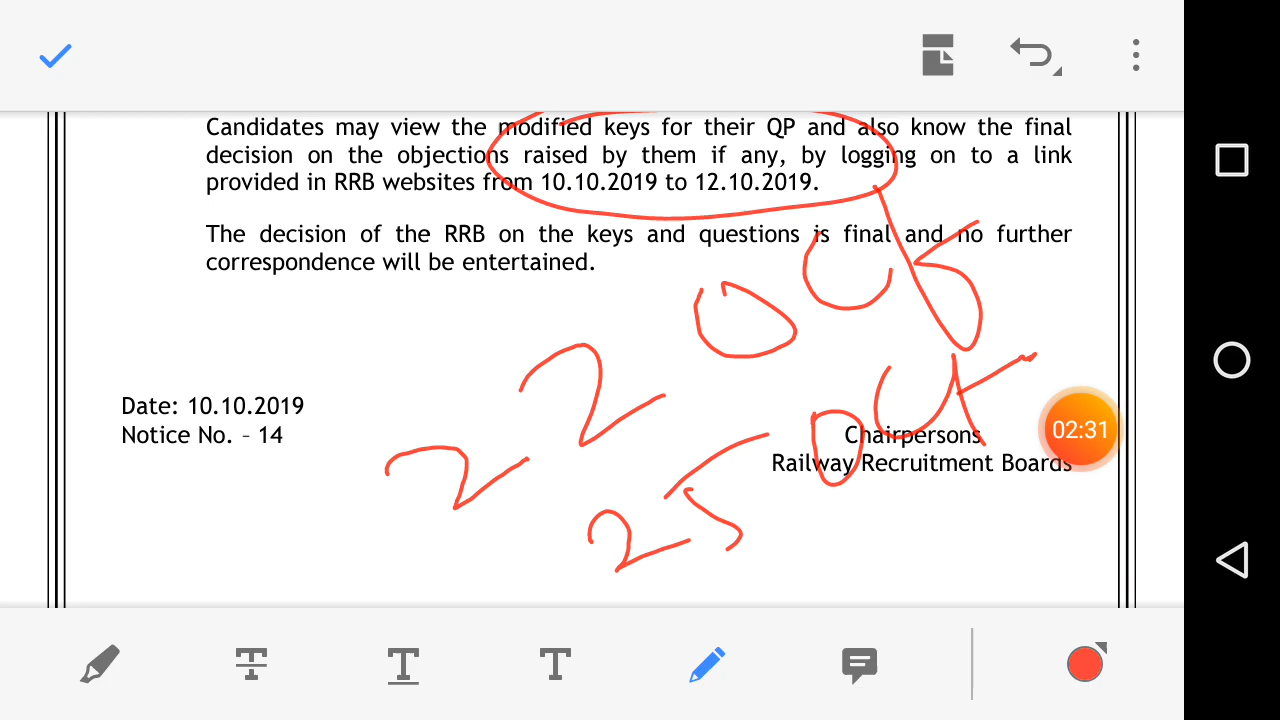 Candidates may view the modified keys for their QP and also know the final
decision on the objections raised by them if any, by logging on to a link
provided in RRB websites from 10.10.2019 to 12.10.2019.
The decision of the RRB on the keys and questions is final and no further
correspondence will be entertained.
22
25 Oct
Date: 10.10.2019
Notice No. - 14
Chairpersons
Railway Recruitment Boards
02:31
T
T
T